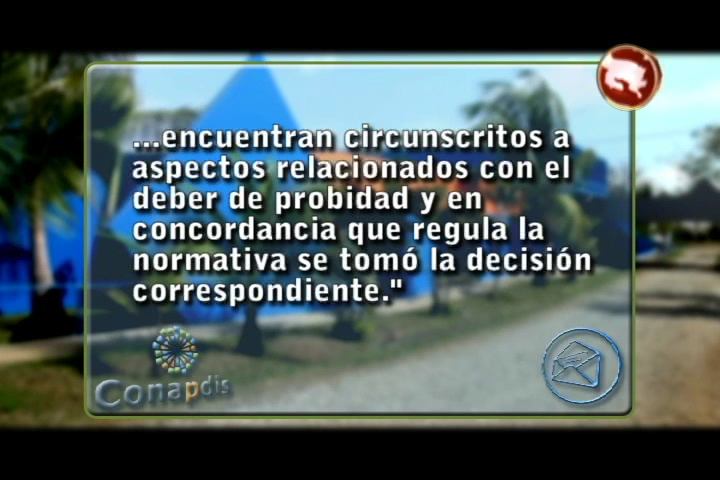 ...encuentran circunscritos a
aspectos relacionados con el
deber de probidad y en
concordancia que regula la
normativa se tomó la decisión
correspondiente."
Conapdis